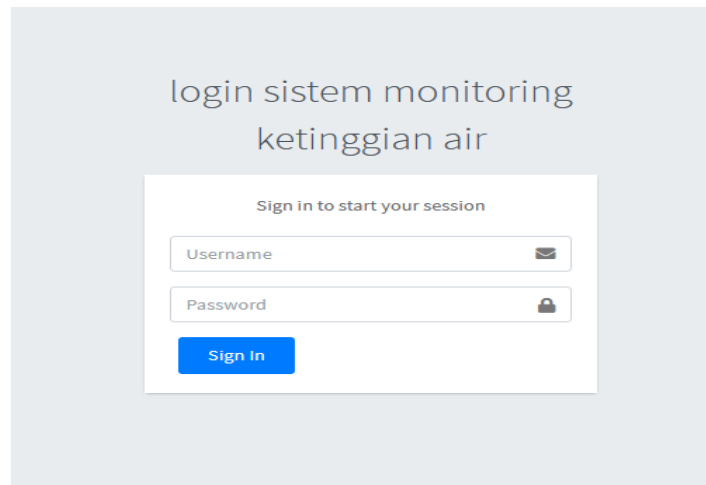 login sistem monitoring
ketinggian air
Sign in to start your session
Username
Password
Sign In